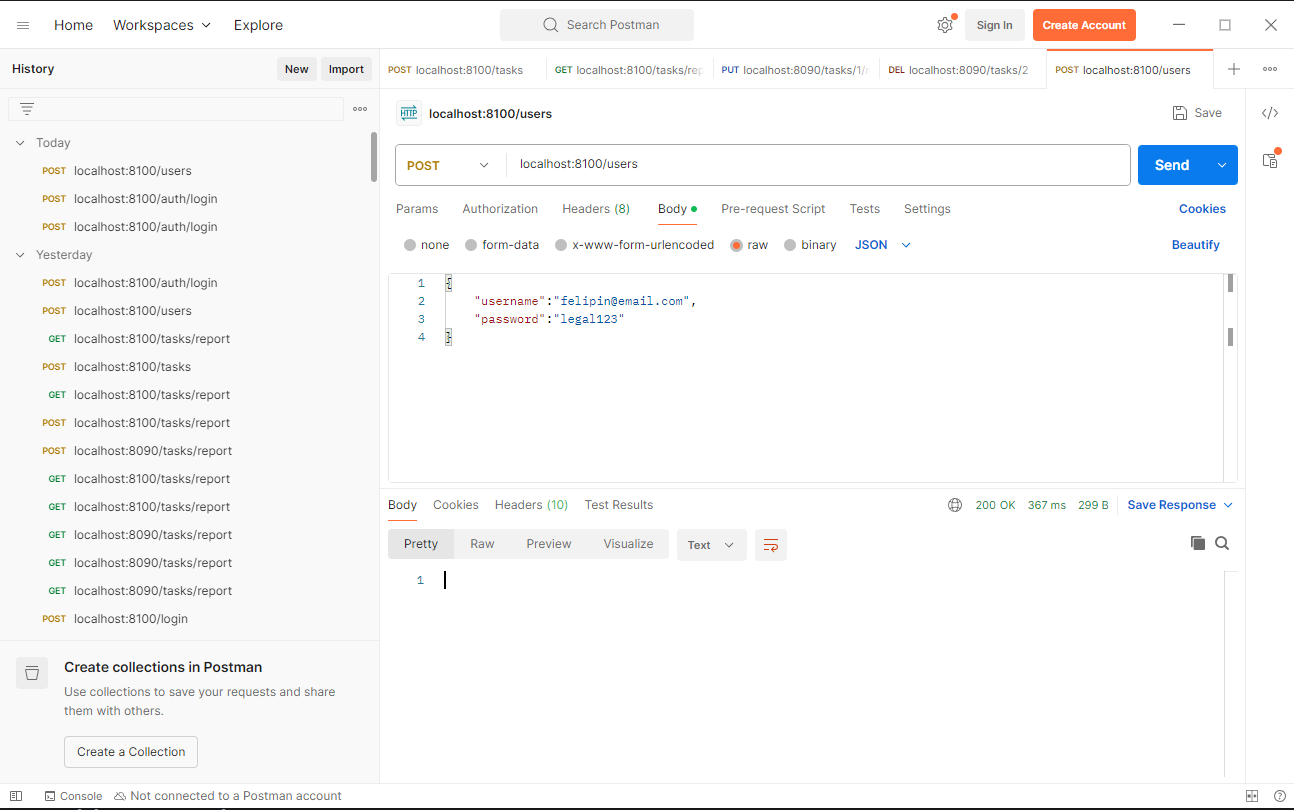 Home Workspaces Explore Search Postman Sign In Create Account
History New Import
POST localhost:8100/tasks GET localhost:8100/tasks/rep PUT localhost:8090/tasks/1/ DEL localhost:8090/tasks/2 POST localhost:8100/users
HTTP localhost:8100/users Save
POST localhost:8100/users Send
Params Authorization Headers (8) Body Pre-request Script Tests Settings Cookies
none form-data x-www-form-urlencoded raw binary JSON Beautify
1 {
2 "username":"felipin@email.com",
3 "password":"legal123"
4 }
Today
POST localhost:8100/users
POST localhost:8100/auth/login
POST localhost:8100/auth/login
Yesterday
POST localhost:8100/auth/login
POST localhost:8100/users
GET localhost:8100/tasks/report
POST localhost:8100/tasks
GET localhost:8100/tasks/report
POST localhost:8100/tasks/report
POST localhost:8090/tasks/report
GET localhost:8100/tasks/report
GET localhost:8100/tasks/report
GET localhost:8090/tasks/report
GET localhost:8090/tasks/report
GET localhost:8090/tasks/report
POST localhost:8100/login
Body Cookies Headers (10) Test Results 200 OK 367 ms 299 B Save Response
Pretty Raw Preview Visualize Text
1
Create collections in Postman
Use collections to save your requests and share
them with others.
Create a Collection
Console Not connected to a Postman account